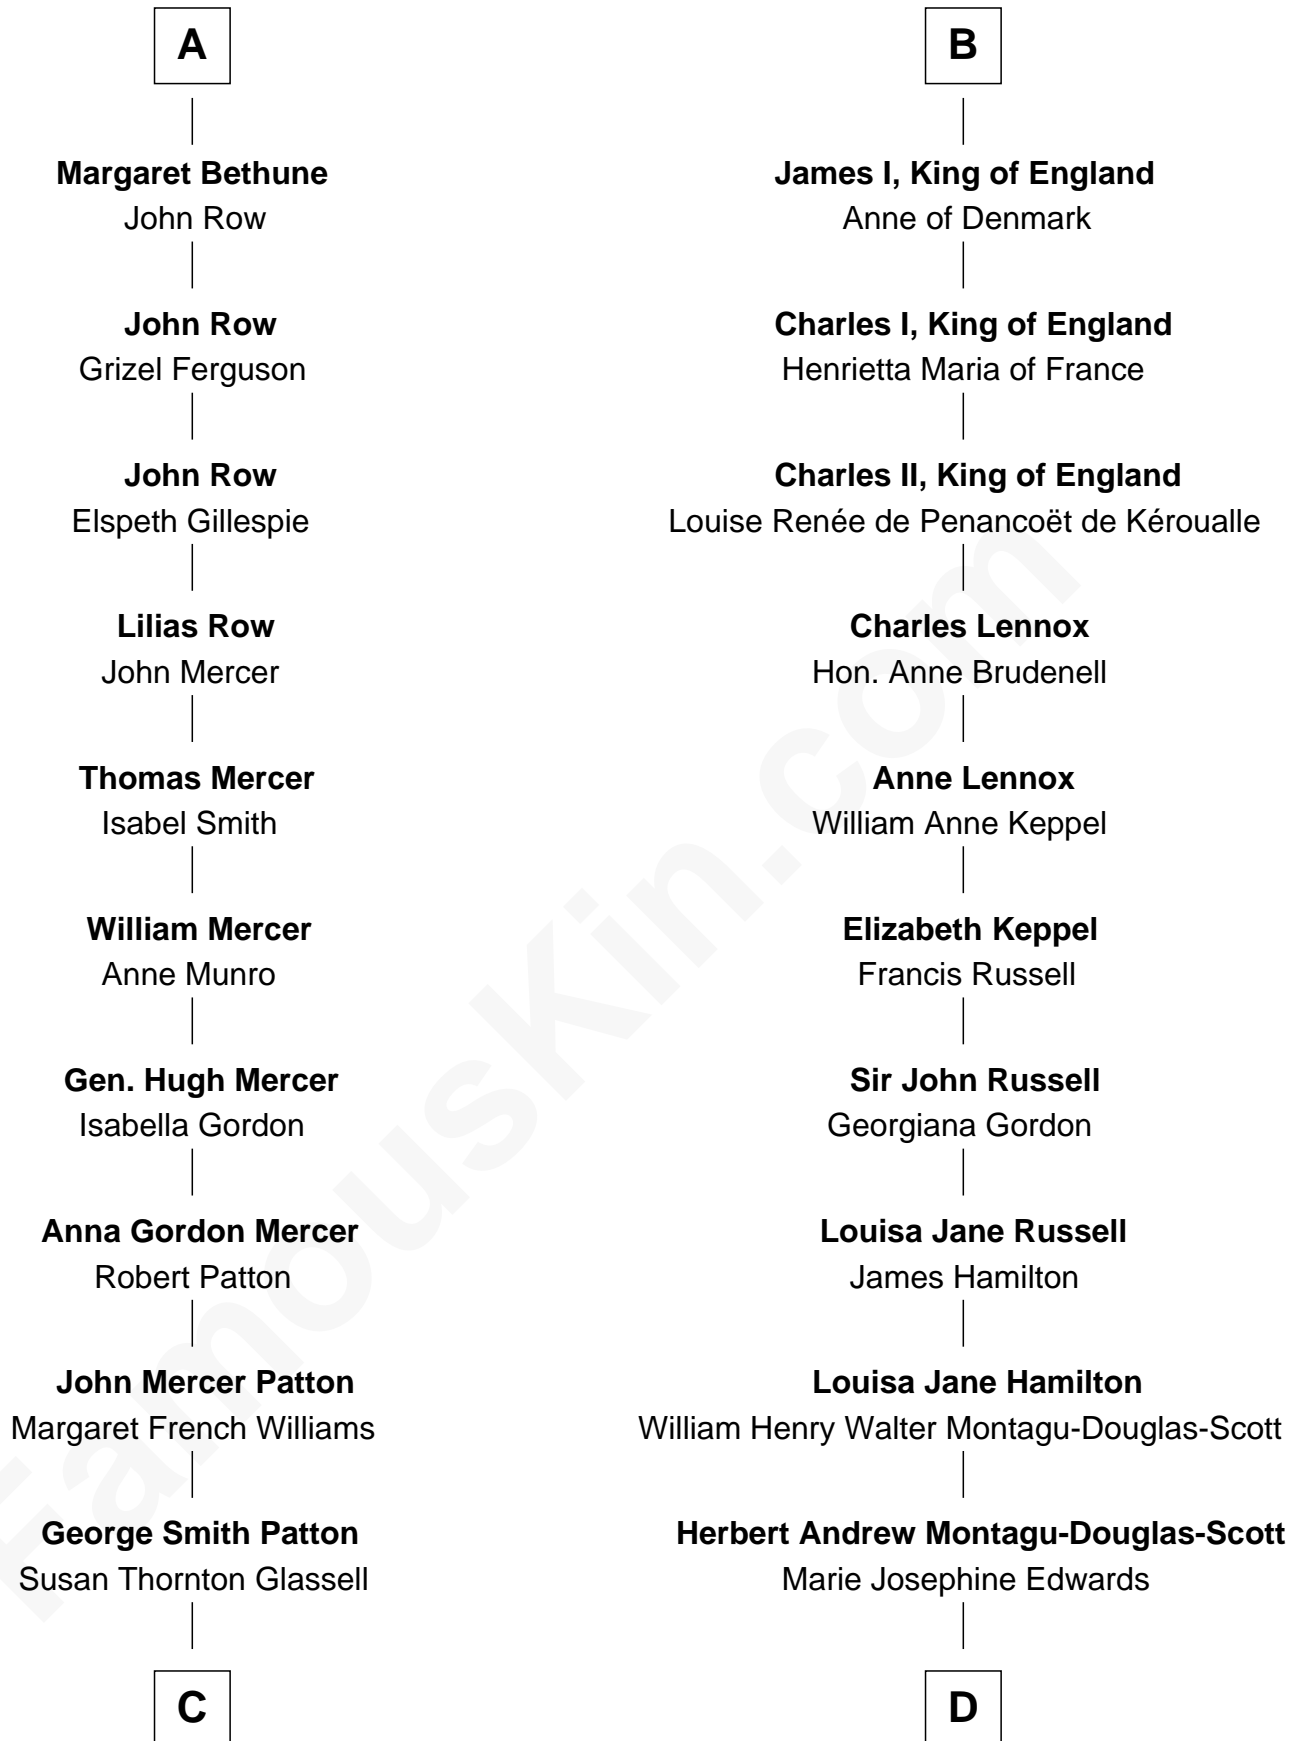 A
Margaret Bethune
John Row
John Row
Grizel Ferguson
John Row
Elspeth Gillespie
Lilias Row
John Mercer
Thomas Mercer
Isabel Smith
William Mercer
Anne Munro
Gen. Hugh Mercer
Isabella Gordon
Anna Gordon Mercer
Robert Patton
John Mercer Patton
Margaret French Williams
George Smith Patton
Susan Thornton Glassell
C
B
James I, King of England
Anne of Denmark
Charles I, King of England
Henrietta Maria of France
Charles II, King of England
Louise Renée de Penancoët de Kéroualle
Charles Lennox
Hon. Anne Brudenell
Anne Lennox
William Anne Keppel
Elizabeth Keppel
Francis Russell
Sir John Russell
Georgiana Gordon
Louisa Jane Russell
James Hamilton
Louisa Jane Hamilton
William Henry Walter Montagu-Douglas-Scott
Herbert Andrew Montagu-Douglas-Scott
Marie Josephine Edwards
D
FamousKin.com